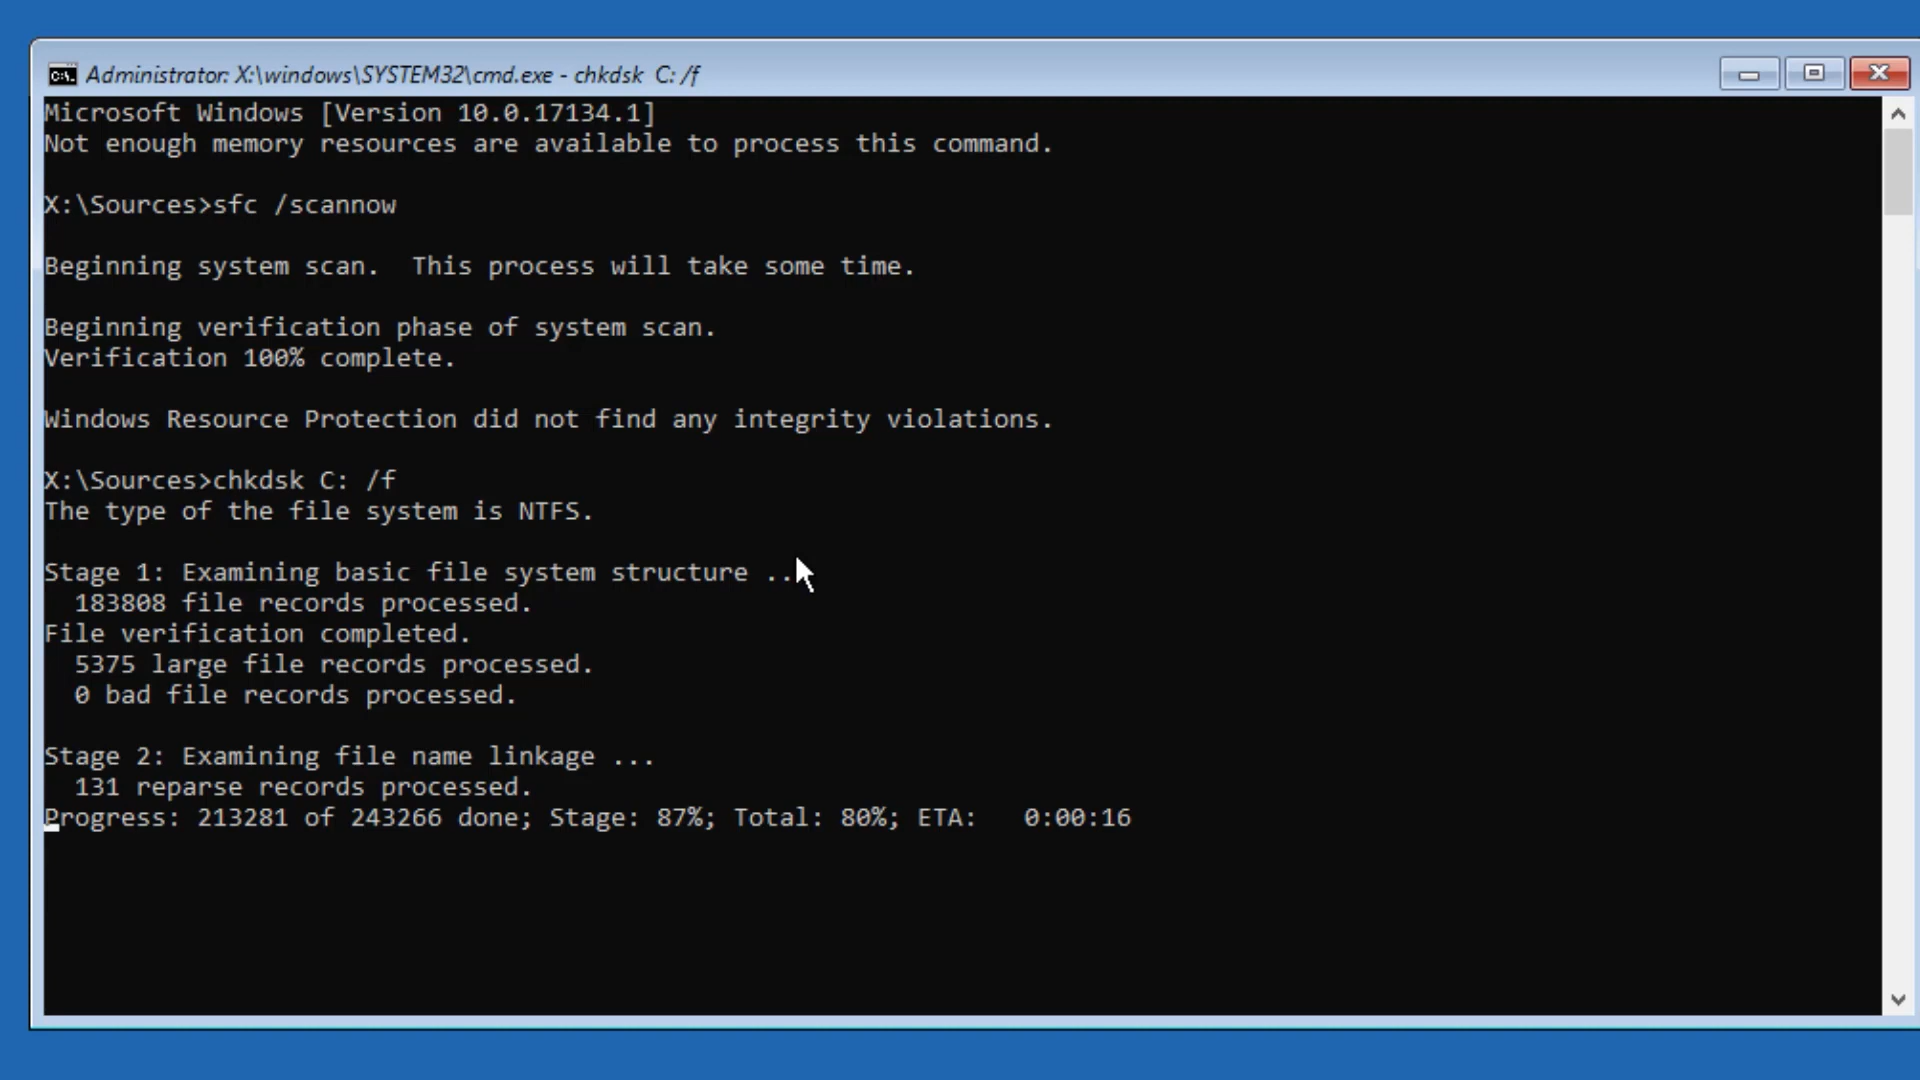 Administrator: X:\windows\SYSTEM32\cmd.exe - chkdsk  C: /f
Microsoft Windows [Version 10.0.17134.1]
Not enough memory resources are available to process this command.
X:\Sources>sfc /scannow
Beginning system scan.  This process will take some time.
Beginning verification phase of system scan.
Verification 100% complete.
Windows Resource Protection did not find any integrity violations.
X:\Sources>chkdsk C: /f
The type of the file system is NTFS.
Stage 1: Examining basic file system structure ..
183808 file records processed.
File verification completed.
5375 large file records processed.
0 bad file records processed.
Stage 2: Examining file name linkage ...
131 reparse records processed.
Progress: 213281 of 243266 done; Stage: 87%; Total: 80%; ETA:   0:00:16